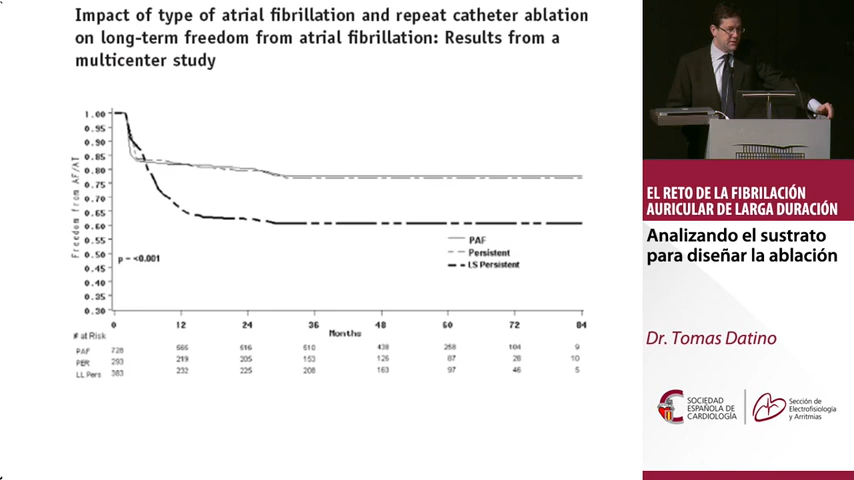 Impact of type of atrial fibrillation and repeat catheter ablation
on long-term freedom from atrial fibrillation: Results from a
multicenter study
Freedom from AF/AT
1.00
0.95
0.90
0.85
0.80
0.75
0.70
0.65
0.60
0.55
0.50
0.45
0.40
0.35
0.30
p = <0.001
PAF
Persistent
LS Persistent
0 12 24 36 48 60 72 84
Months
# at Risk
PAF 728 565 516 510 438 258 104 9
PER 293 219 205 153 125 87 28 10
LL Pers 383 232 225 208 163 97 46 5
EL RETO DE LA FIBRILACIÓN
AURICULAR DE LARGA DURACIÓN
Analizando el sustrato
para diseñar la ablación
Dr. Tomas Datino
SOCIEDAD
ESPAÑOLA DE
CARDIOLOGÍA
Sección de
Electrofisiología
y Arritmias